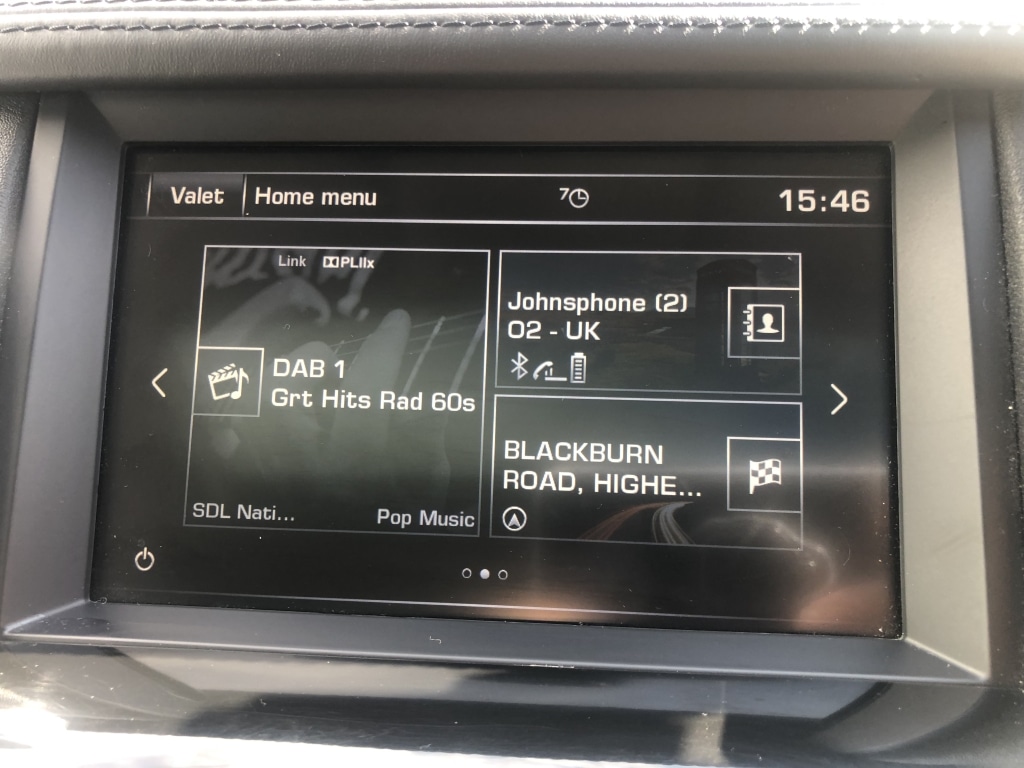 Valet
Home menu
7
15:46
Link PLIIx
DAB 1
Grt Hits Rad 60s
SDL Nati...
Pop Music
Johnsphone (2)
O2 - UK
BLACKBURN
ROAD, HIGHE...